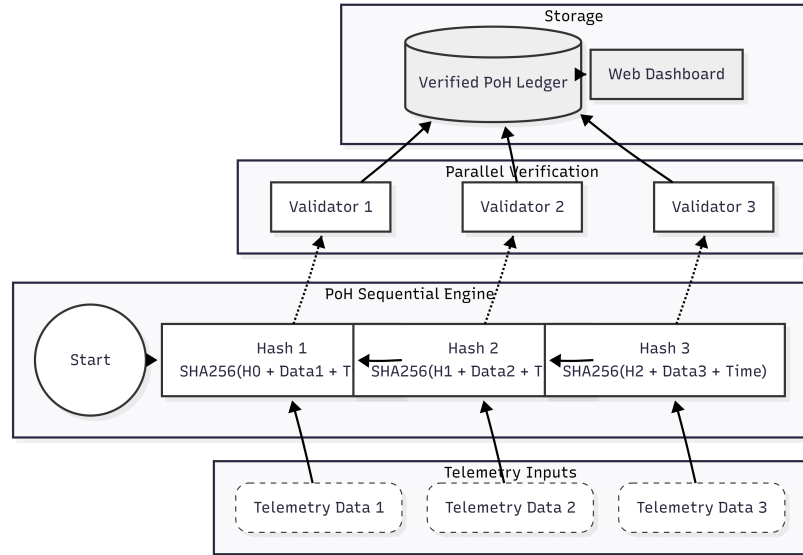 Storage
Verified PoH Ledger
Web Dashboard
Parallel Verification
Validator 1
Validator 2
Validator 3
PoH Sequential Engine
Start
Hash 1
SHA256(H0 + Data1 + T
Hash 2
SHA256(H1 + Data2 + T
Hash 3
SHA256(H2 + Data3 + Time)
Telemetry Inputs
Telemetry Data 1
Telemetry Data 2
Telemetry Data 3